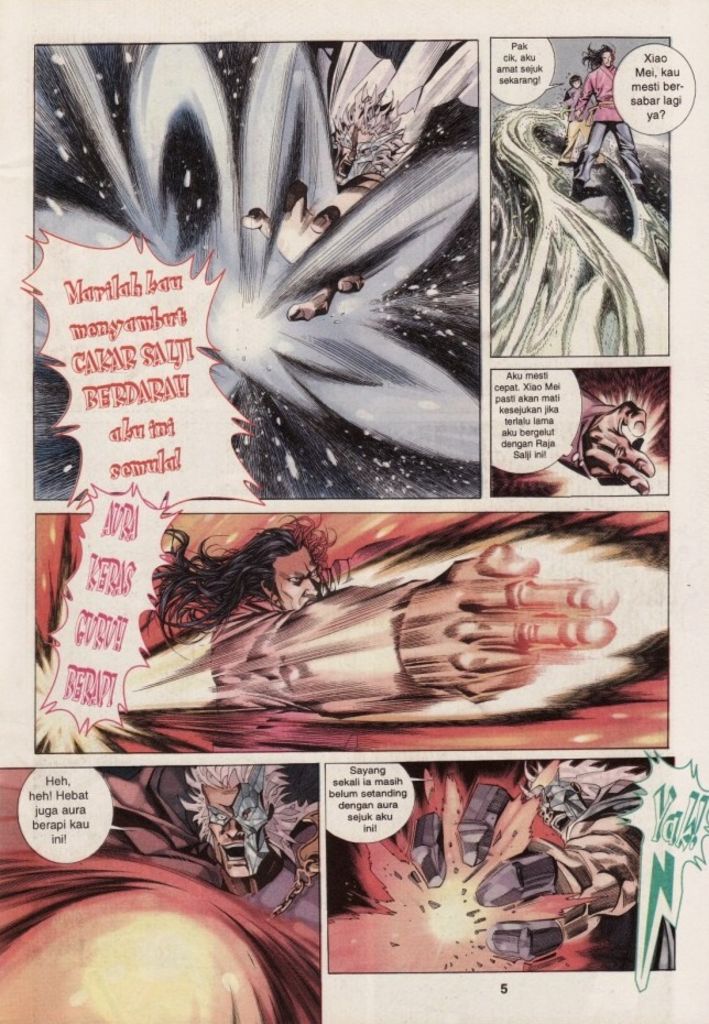 Marilah kau
menyambut
CAKAR SALJI
BERDARAH
aku ini
semula!
Pak
cik, aku
amat sejuk
sekarang!
Xiao
Mei, kau
mesti ber-
sabar lagi
ya?
Aku mesti
cepat. Xiao Mei
pasti akan mati
kesejukan jika
terlalu lama
aku bergelut
dengan Raja
Salji ini!
AURA
KERAS
GURUH
BERAPI
Heh,
heh! Hebat
juga aura
berapi kau
ini!
Sayang
sekali ia masih
belum setanding
dengan aura
sejuk aku
ini!
YaW
5